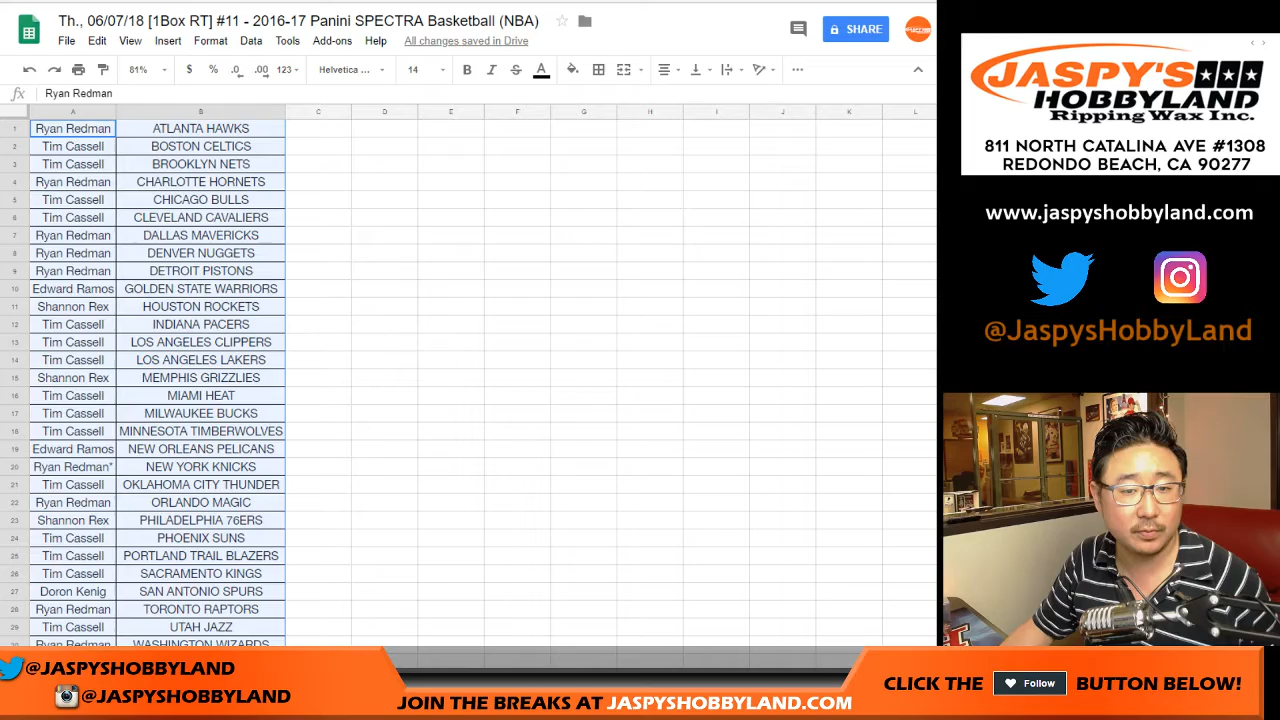 Th., 06/07/18 [1Box RT] #11 - 2016-17 Panini SPECTRA Basketball (NBA)
File Edit View Insert Format Data Tools Add-ons Help All changes saved in Drive
SHARE
81% $ % .0 .00 123 Helvetica ... 14 B I S A
fx Ryan Redman
A B C D E F G H I J K L
1 Ryan Redman ATLANTA HAWKS
2 Tim Cassell BOSTON CELTICS
3 Tim Cassell BROOKLYN NETS
4 Ryan Redman CHARLOTTE HORNETS
5 Tim Cassell CHICAGO BULLS
6 Tim Cassell CLEVELAND CAVALIERS
7 Ryan Redman DALLAS MAVERICKS
8 Ryan Redman DENVER NUGGETS
9 Ryan Redman DETROIT PISTONS
10 Edward Ramos GOLDEN STATE WARRIORS
11 Shannon Rex HOUSTON ROCKETS
12 Tim Cassell INDIANA PACERS
13 Tim Cassell LOS ANGELES CLIPPERS
14 Tim Cassell LOS ANGELES LAKERS
15 Shannon Rex MEMPHIS GRIZZLIES
16 Tim Cassell MIAMI HEAT
17 Tim Cassell MILWAUKEE BUCKS
18 Tim Cassell MINNESOTA TIMBERWOLVES
19 Edward Ramos NEW ORLEANS PELICANS
20 Ryan Redman* NEW YORK KNICKS
21 Tim Cassell OKLAHOMA CITY THUNDER
22 Ryan Redman ORLANDO MAGIC
23 Shannon Rex PHILADELPHIA 76ERS
24 Tim Cassell PHOENIX SUNS
25 Tim Cassell PORTLAND TRAIL BLAZERS
26 Tim Cassell SACRAMENTO KINGS
27 Doron Kenig SAN ANTONIO SPURS
28 Ryan Redman TORONTO RAPTORS
29 Tim Cassell UTAH JAZZ
30 Ryan Redman WASHINGTON WIZARDS
JASPY'S
HOBBYLAND
Ripping Wax Inc.
811 NORTH CATALINA AVE #1308
REDONDO BEACH, CA 90277
www.jaspyshobbyland.com
@JaspysHobbyLand
@JASPYSHOBBYLAND
@JASPYSHOBBYLAND
JOIN THE BREAKS AT JASPYSHOBBYLAND.COM
CLICK THE Follow BUTTON BELOW!